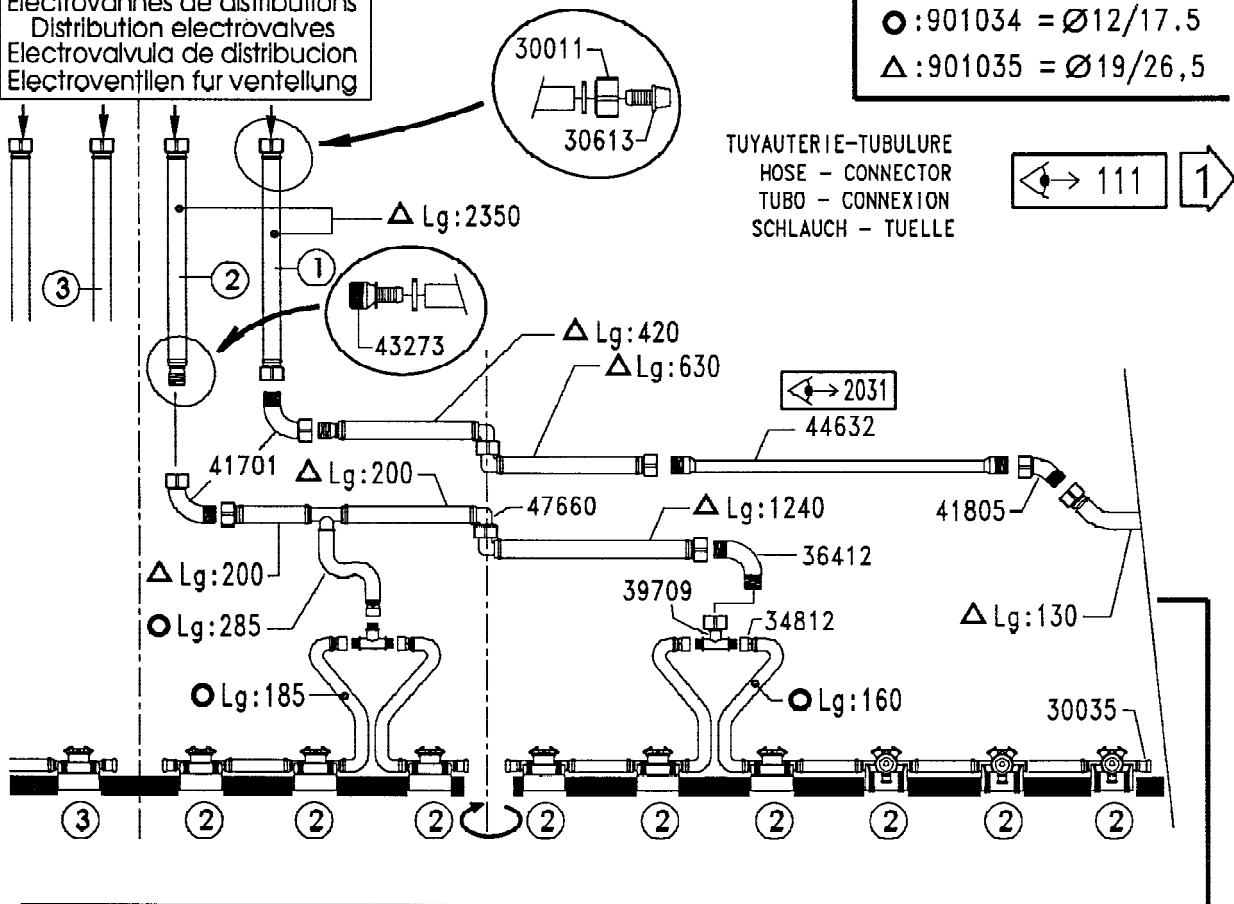 Electrovannes de distributions
Distribution electrovalves
Electrovalvula de distribucion
Electroventilen fur ventellung
:901034 = Ø12/17.5
△:901035 = Ø19/26,5
30011
30613
TUYAUTERIE-TUBULURE
HOSE - CONNECTOR
TUBO - CONNEXION
SCHLAUCH - TUELLE
→ 111
1
△ Lg:2350
3
2
1
43273
△ Lg:420
△ Lg:630
→ 2031
44632
41701
△ Lg:200
47660
△ Lg:1240
41805
36412
△ Lg:200
39709
34812
△ Lg:130
Lg:285
Lg:185
Lg:160
30035
3
2
2
2
2
2
2
2
2
2